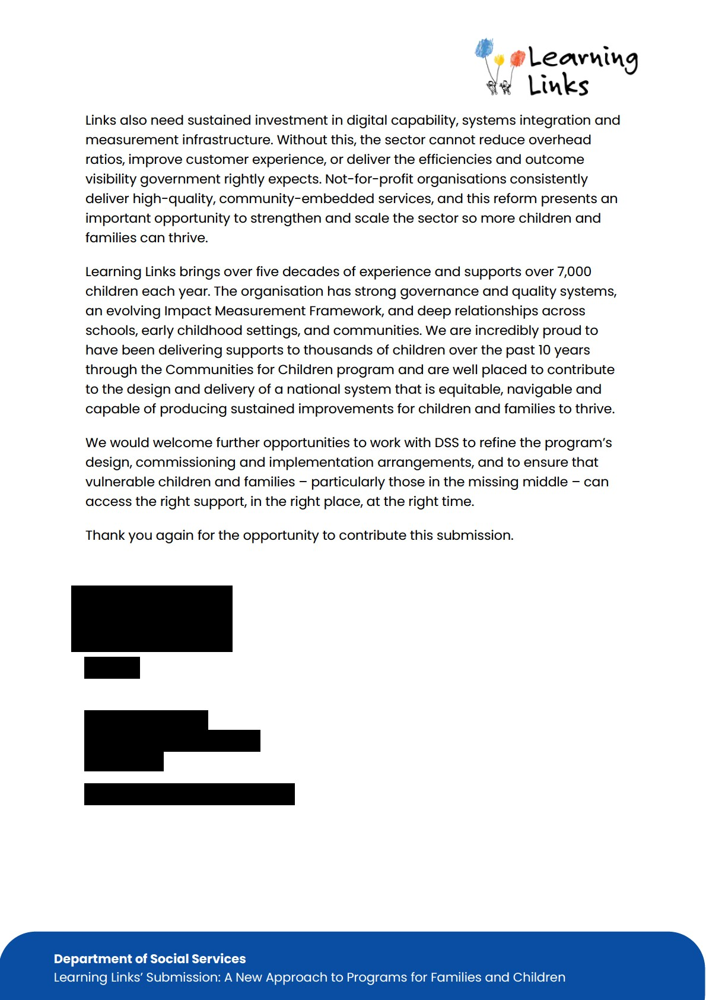 Learning
Links
Links also need sustained investment in digital capability, systems integration and
measurement infrastructure. Without this, the sector cannot reduce overhead
ratios, improve customer experience, or deliver the efficiencies and outcome
visibility government rightly expects. Not-for-profit organisations consistently
deliver high-quality, community-embedded services, and this reform presents an
important opportunity to strengthen and scale the sector so more children and
families can thrive.
Learning Links brings over five decades of experience and supports over 7,000
children each year. The organisation has strong governance and quality systems,
an evolving Impact Measurement Framework, and deep relationships across
schools, early childhood settings, and communities. We are incredibly proud to
have been delivering supports to thousands of children over the past 10 years
through the Communities for Children program and are well placed to contribute
to the design and delivery of a national system that is equitable, navigable and
capable of producing sustained improvements for children and families to thrive.
We would welcome further opportunities to work with DSS to refine the program’s
design, commissioning and implementation arrangements, and to ensure that
vulnerable children and families – particularly those in the missing middle – can
access the right support, in the right place, at the right time.
Thank you again for the opportunity to contribute this submission.
Department of Social Services
Learning Links’ Submission: A New Approach to Programs for Families and Children